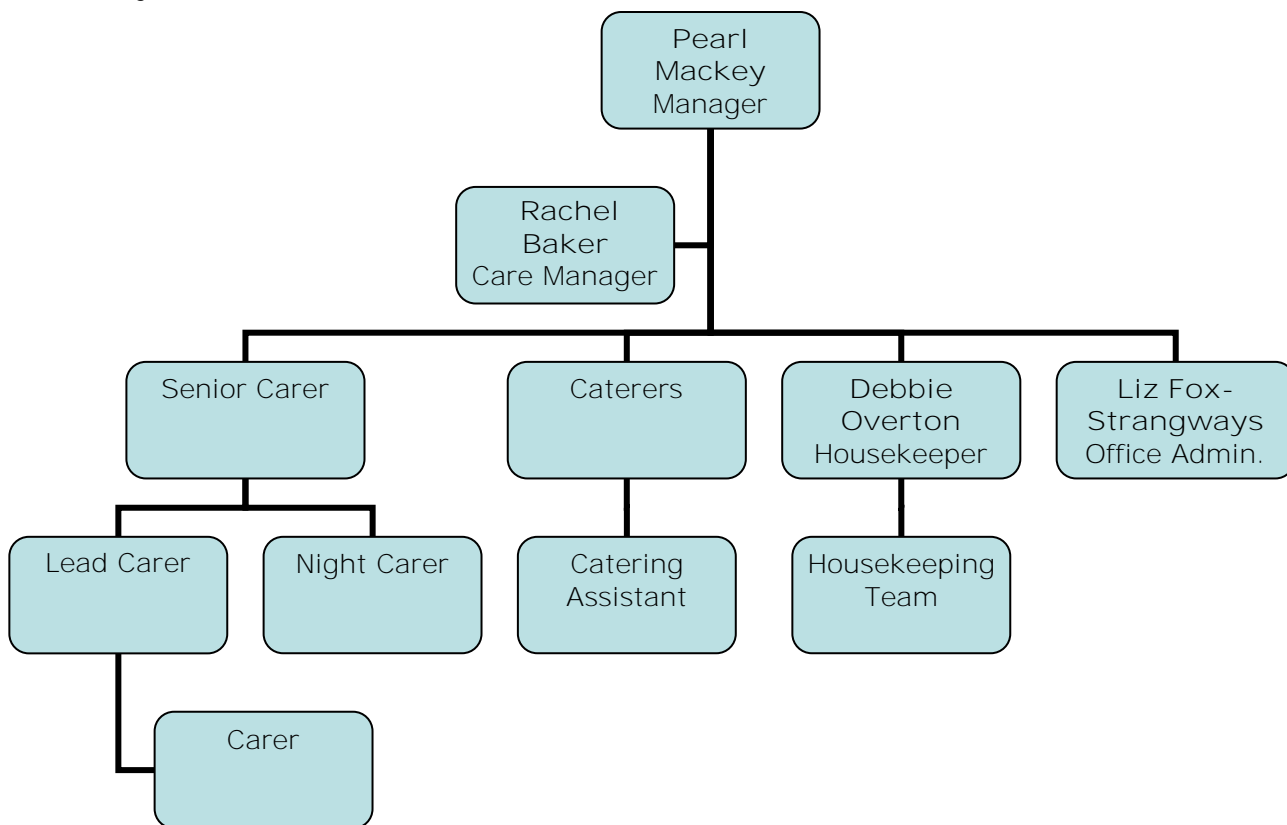 Pearl
Mackey
Manager
Rachel
Baker
Care Manager
Senior Carer
Caterers
Debbie
Overton
Housekeeper
Liz Fox-
Strangways
Office Admin.
Lead Carer
Night Carer
Catering
Assistant
Housekeeping
Team
Carer